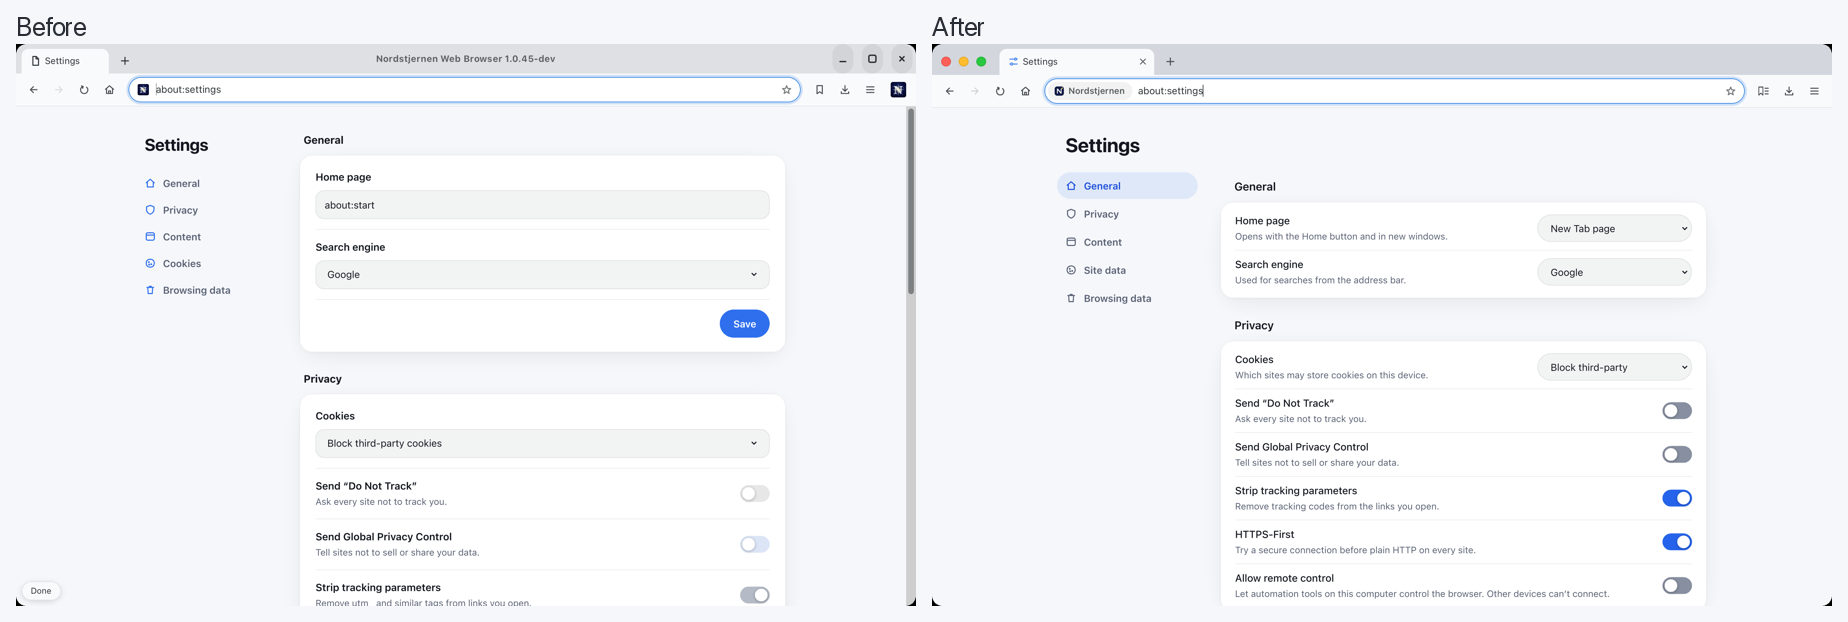 Before
Settings
Nordstjernen Web Browser 1.0.45-dev
about:settings
Settings
General
Privacy
Content
Cookies
Browsing data
General
Home page
about:start
Search engine
Google
Save
Privacy
Cookies
Block third-party cookies
Send “Do Not Track”
Ask every site not to track you.
Send Global Privacy Control
Tell sites not to sell or share your data.
Strip tracking parameters
Remove utm_ and similar tags from links you open.
Done
After
Settings
Nordstjernen about:settings
Settings
General
Privacy
Content
Site data
Browsing data
General
Home page
Opens with the Home button and in new windows.
New Tab page
Search engine
Used for searches from the address bar.
Google
Privacy
Cookies
Which sites may store cookies on this device.
Block third-party
Send “Do Not Track”
Ask every site not to track you.
Send Global Privacy Control
Tell sites not to sell or share your data.
Strip tracking parameters
Remove tracking codes from the links you open.
HTTPS-First
Try a secure connection before plain HTTP on every site.
Allow remote control
Let automation tools on this computer control the browser. Other devices can’t connect.